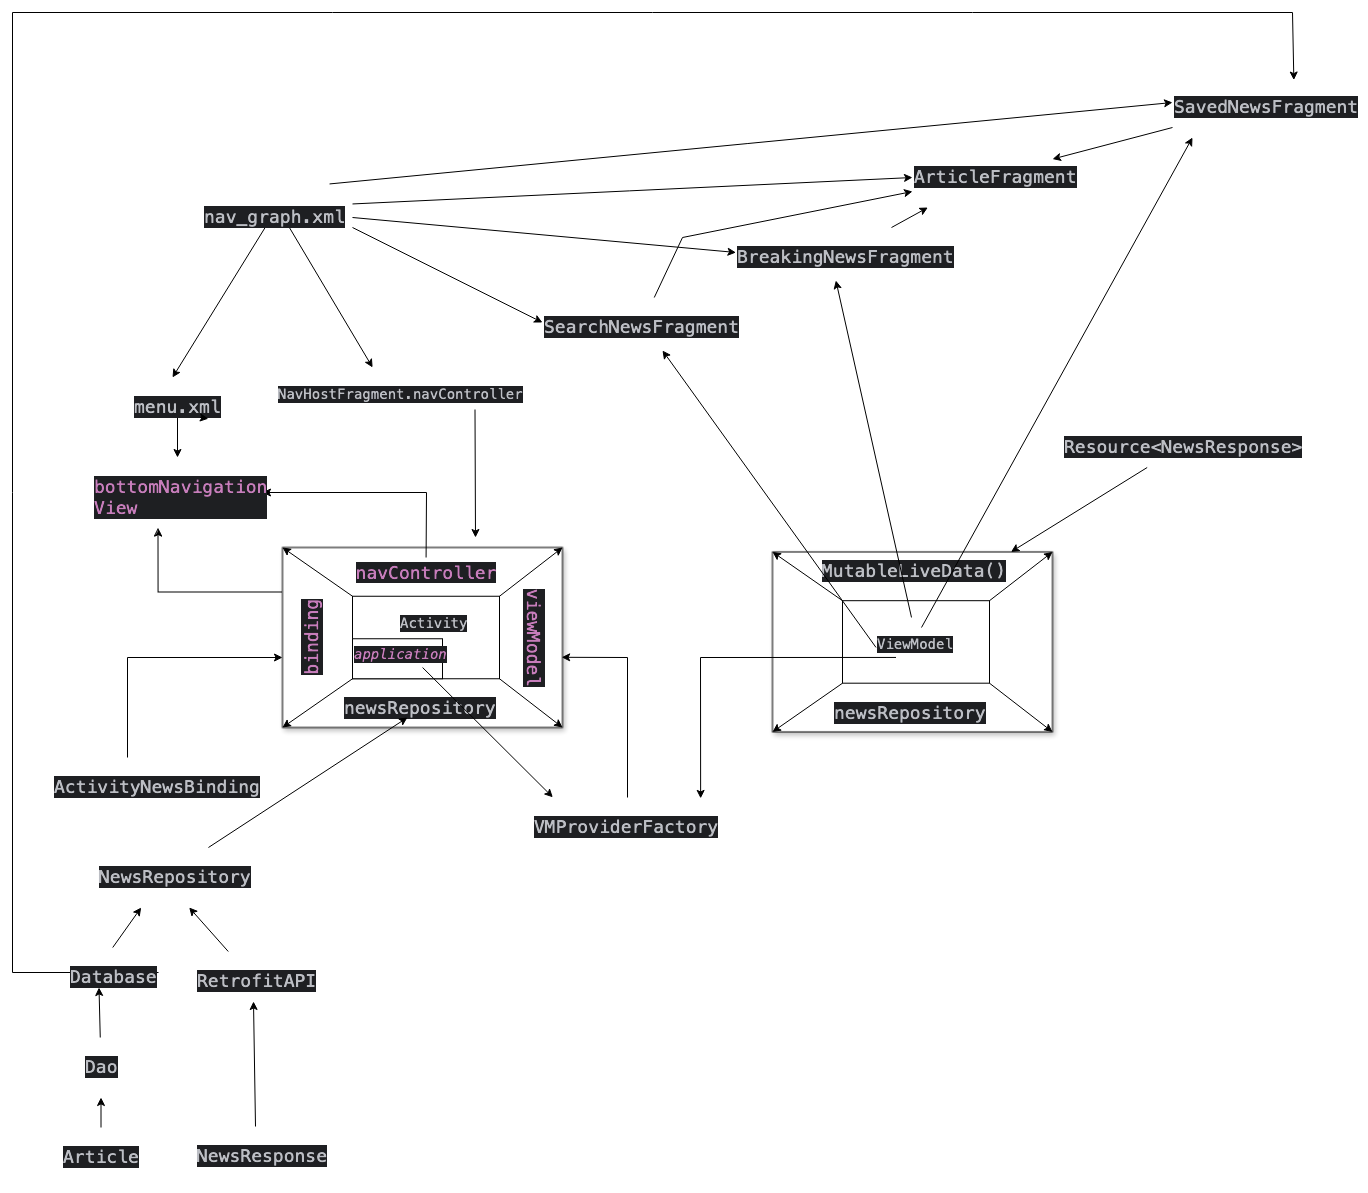 SavedNewsFragment
ArticleFragment
nav_graph.xml
BreakingNewsFragment
SearchNewsFragment
NavHostFragment.navController
menu.xml
Resource<NewsResponse>
bottomNavigation
View
navController
MutableLiveData()
binding
Activity
viewModel
application
ViewModel
newsRepository
newsRepository
ActivityNewsBinding
VMProviderFactory
NewsRepository
Database
RetrofitAPI
Dao
Article
NewsResponse